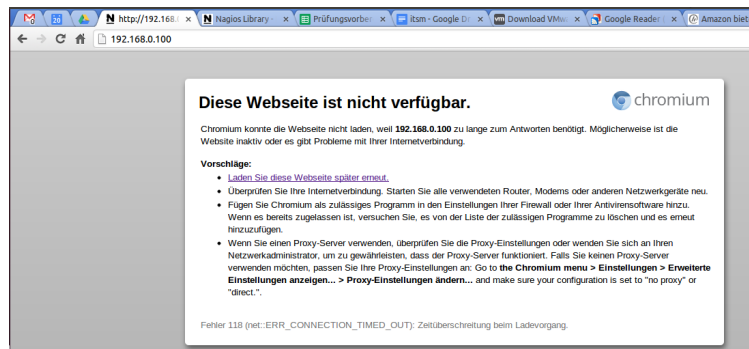 http://192.168. Nagios Library - Prüfungsvorber itsm - Google Dr Download VMw Google Reader ( Amazon biet
192.168.0.100
Diese Webseite ist nicht verfügbar.
chromium
Chromium konnte die Webseite nicht laden, weil 192.168.0.100 zu lange zum Antworten benötigt. Möglicherweise ist die
Website inaktiv oder es gibt Probleme mit Ihrer Internetverbindung.
Vorschläge:
Laden Sie diese Webseite später erneut.
Überprüfen Sie Ihre Internetverbindung. Starten Sie alle verwendeten Router, Modems oder anderen Netzwerkgeräte neu.
Fügen Sie Chromium als zulässiges Programm in den Einstellungen Ihrer Firewall oder Ihrer Antivirensoftware hinzu.
Wenn es bereits zugelassen ist, versuchen Sie, es von der Liste der zulässigen Programme zu löschen und es erneut
hinzuzufügen.
Wenn Sie einen Proxy-Server verwenden, überprüfen Sie die Proxy-Einstellungen oder wenden Sie sich an Ihren
Netzwerkadministrator, um zu gewährleisten, dass der Proxy-Server funktioniert. Falls Sie keinen Proxy-Server
verwenden möchten, passen Sie Ihre Proxy-Einstellungen an: Go to the Chromium menu > Einstellungen > Erweiterte
Einstellungen anzeigen... > Proxy-Einstellungen ändern... and make sure your configuration is set to "no proxy" or
"direct.".
Fehler 118 (net::ERR_CONNECTION_TIMED_OUT): Zeitüberschreitung beim Ladevorgang.